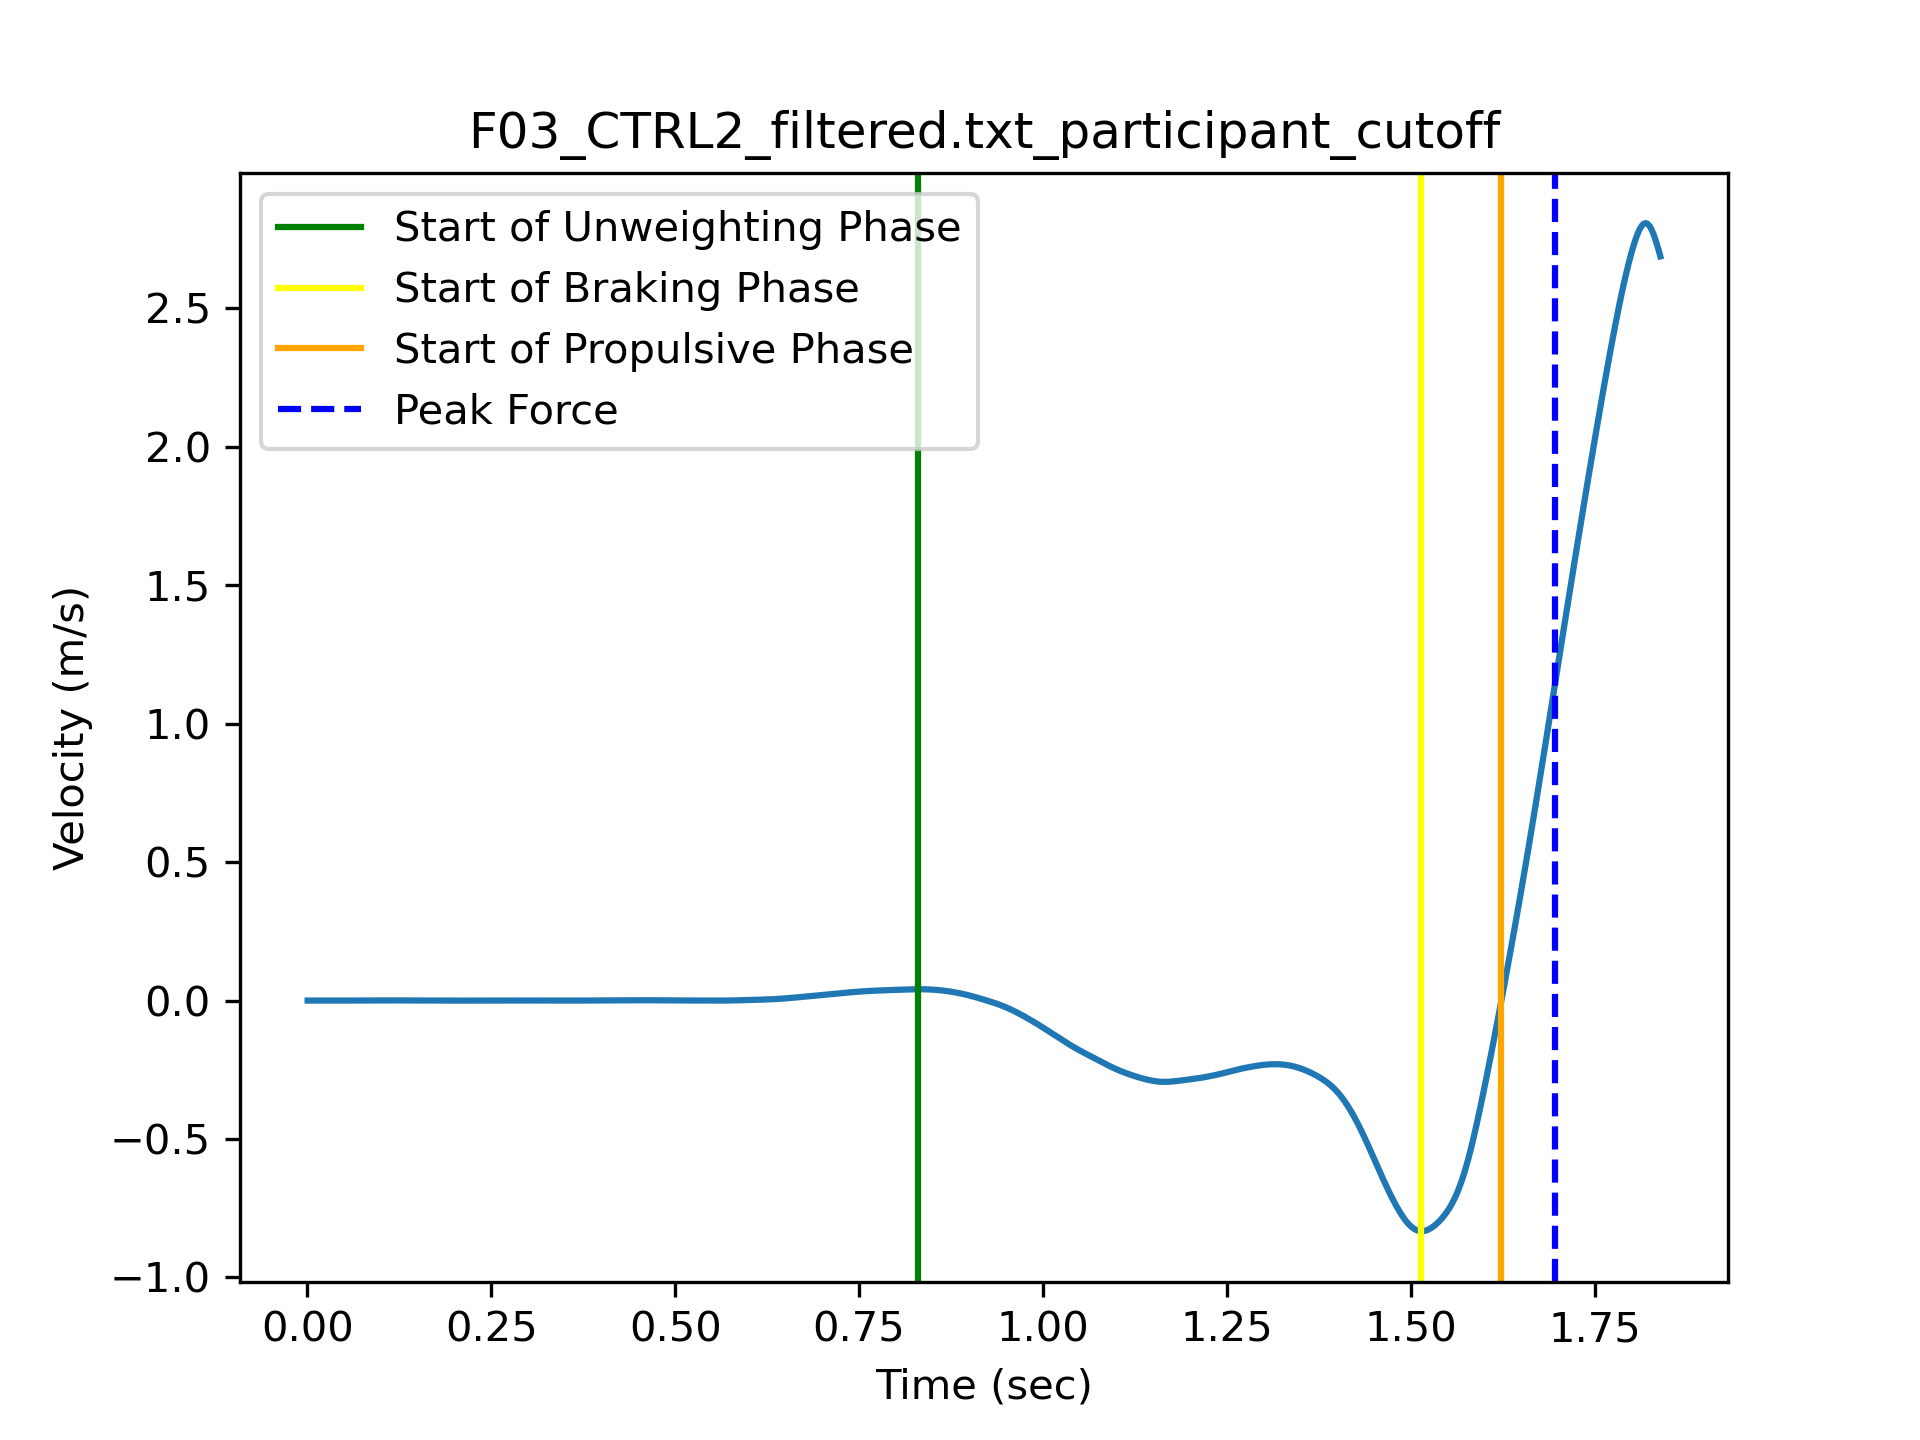 F03_CTRL2_filtered.txt_participant_cutoff
Start of Unweighting Phase
Start of Braking Phase
Start of Propulsive Phase
Peak Force
2.5
2.0
1.5
1.0
0.5
0.0
−0.5
−1.0
Velocity (m/s)
0.00 0.25 0.50 0.75 1.00 1.25 1.50 1.75
Time (sec)